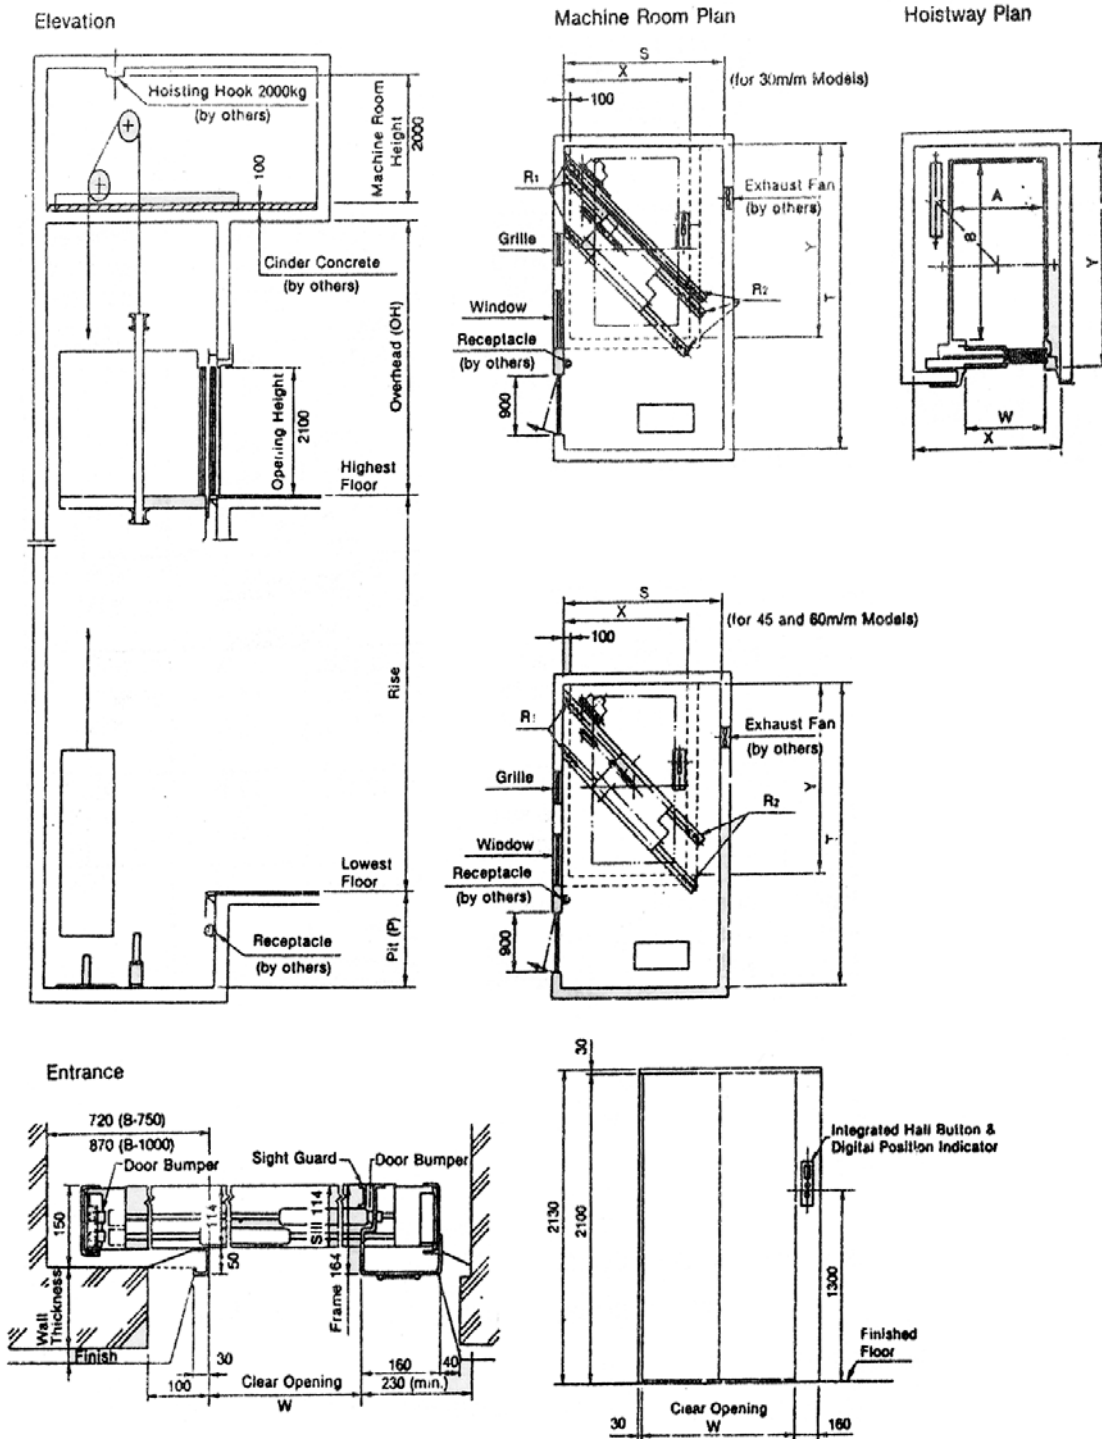 Elevation
Hoisting Hook 2000kg
(by others)
Machine Room
Height
2000
100
Cinder Concrete
(by others)
Overhead (OH)
Opening Height
2100
Highest
Floor
Rise
Lowest
Floor
Receptacle
(by others)
Pit (P)
Machine Room Plan
S
X
(for 30m/m Models)
100
R1
Exhaust Fan
(by others)
Grille
Y
T
Window
R2
Receptacle
(by others)
900
Hoistway Plan
A
B
Y
W
X
S
X
(for 45 and 60m/m Models)
100
R1
Exhaust Fan
(by others)
Grille
Y
T
R2
Window
Receptacle
(by others)
900
Entrance
720 (B-750)
870 (B-1000)
Door Bumper
Sight Guard
Door Bumper
150
114
Sill 114
50
Frame 164
Wall
Thickness
Finish
30
100
Clear Opening
W
160
40
230 (min.)
30
2130
2100
Integrated Hall Button &
Digital Position Indicator
1300
Finished
Floor
Clear Opening
30
W
160